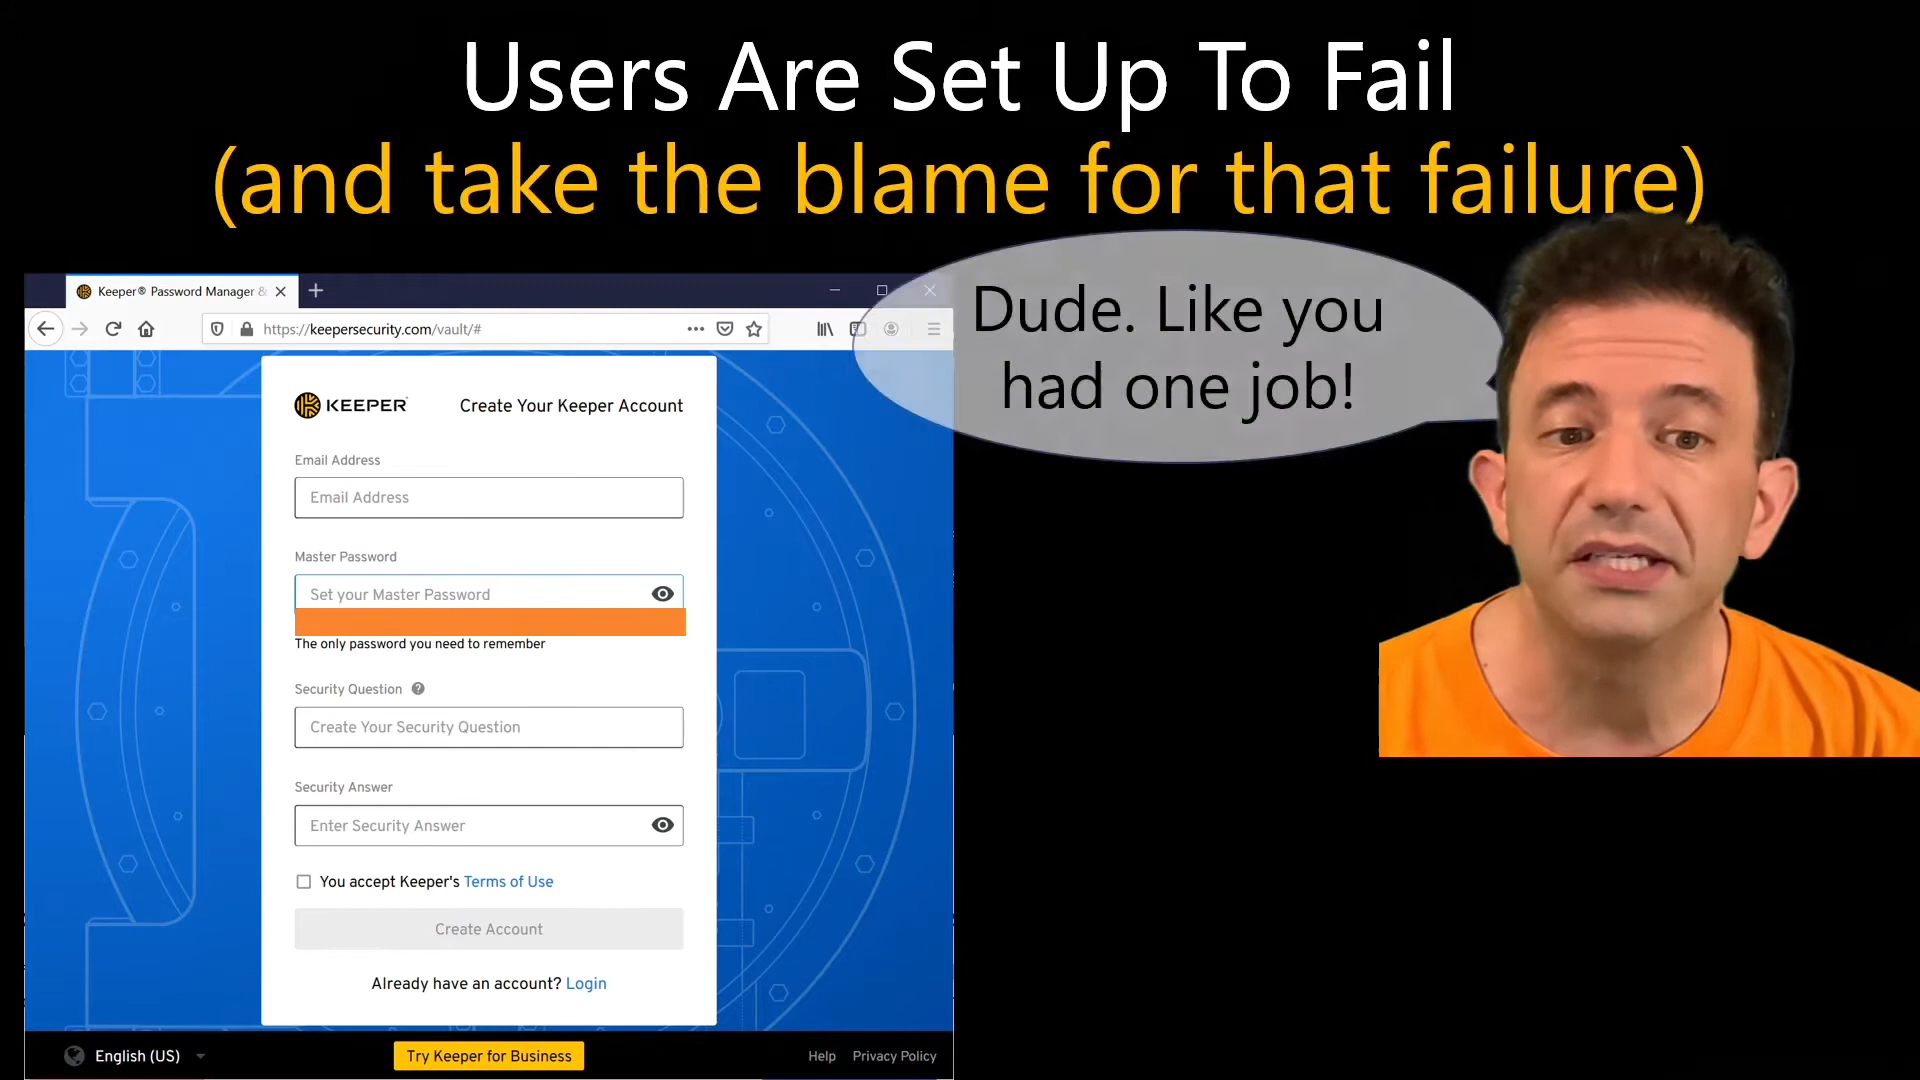 Users Are Set Up To Fail
(and take the blame for that failure)
Keeper® Password Manager &
https://keepersecurity.com/vault/#
Dude. Like you
had one job!
KEEPER
Create Your Keeper Account
Email Address
Email Address
Master Password
Set your Master Password
The only password you need to remember
Security Question
Create Your Security Question
Security Answer
Enter Security Answer
You accept Keeper's Terms of Use
Create Account
Already have an account? Login
English (US)
Try Keeper for Business
Help
Privacy Policy